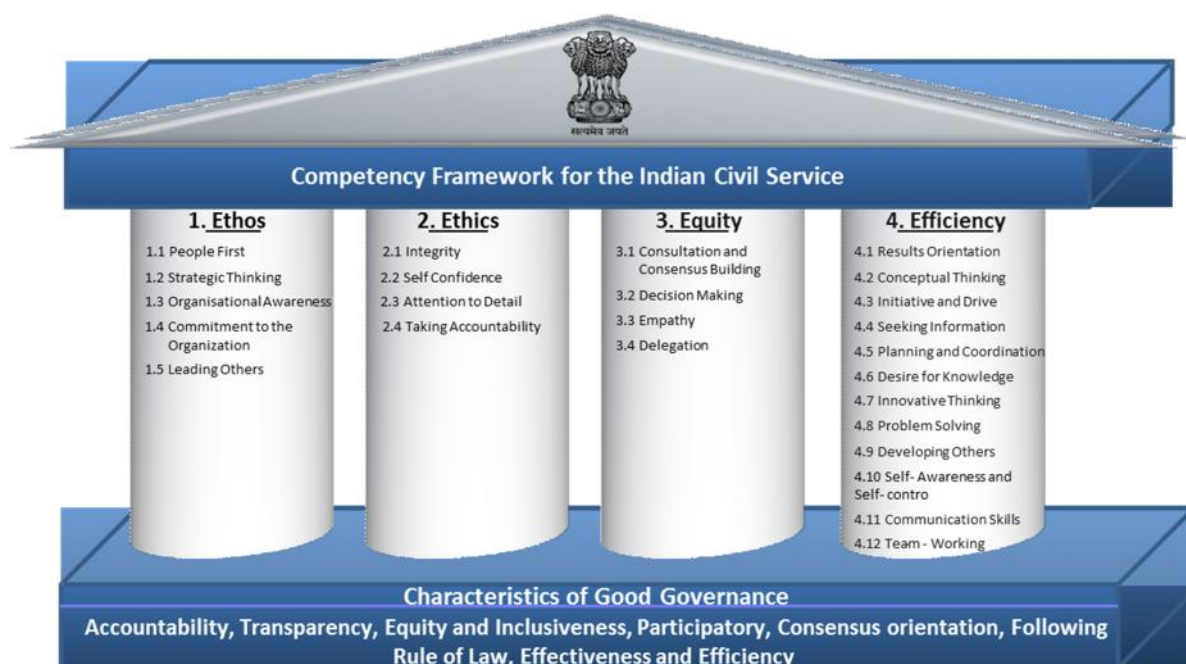 सत्यमेव जयते
Competency Framework for the Indian Civil Service
1. Ethos
1.1 People First
1.2 Strategic Thinking
1.3 Organisational Awareness
1.4 Commitment to the
Organization
1.5 Leading Others
2. Ethics
2.1 Integrity
2.2 Self Confidence
2.3 Attention to Detail
2.4 Taking Accountability
3. Equity
3.1 Consultation and
Consensus Building
3.2 Decision Making
3.3 Empathy
3.4 Delegation
4. Efficiency
4.1 Results Orientation
4.2 Conceptual Thinking
4.3 Initiative and Drive
4.4 Seeking Information
4.5 Planning and Coordination
4.6 Desire for Knowledge
4.7 Innovative Thinking
4.8 Problem Solving
4.9 Developing Others
4.10 Self- Awareness and
Self- contro
4.11 Communication Skills
4.12 Team - Working
Characteristics of Good Governance
Accountability, Transparency, Equity and Inclusiveness, Participatory, Consensus orientation, Following
Rule of Law, Effectiveness and Efficiency